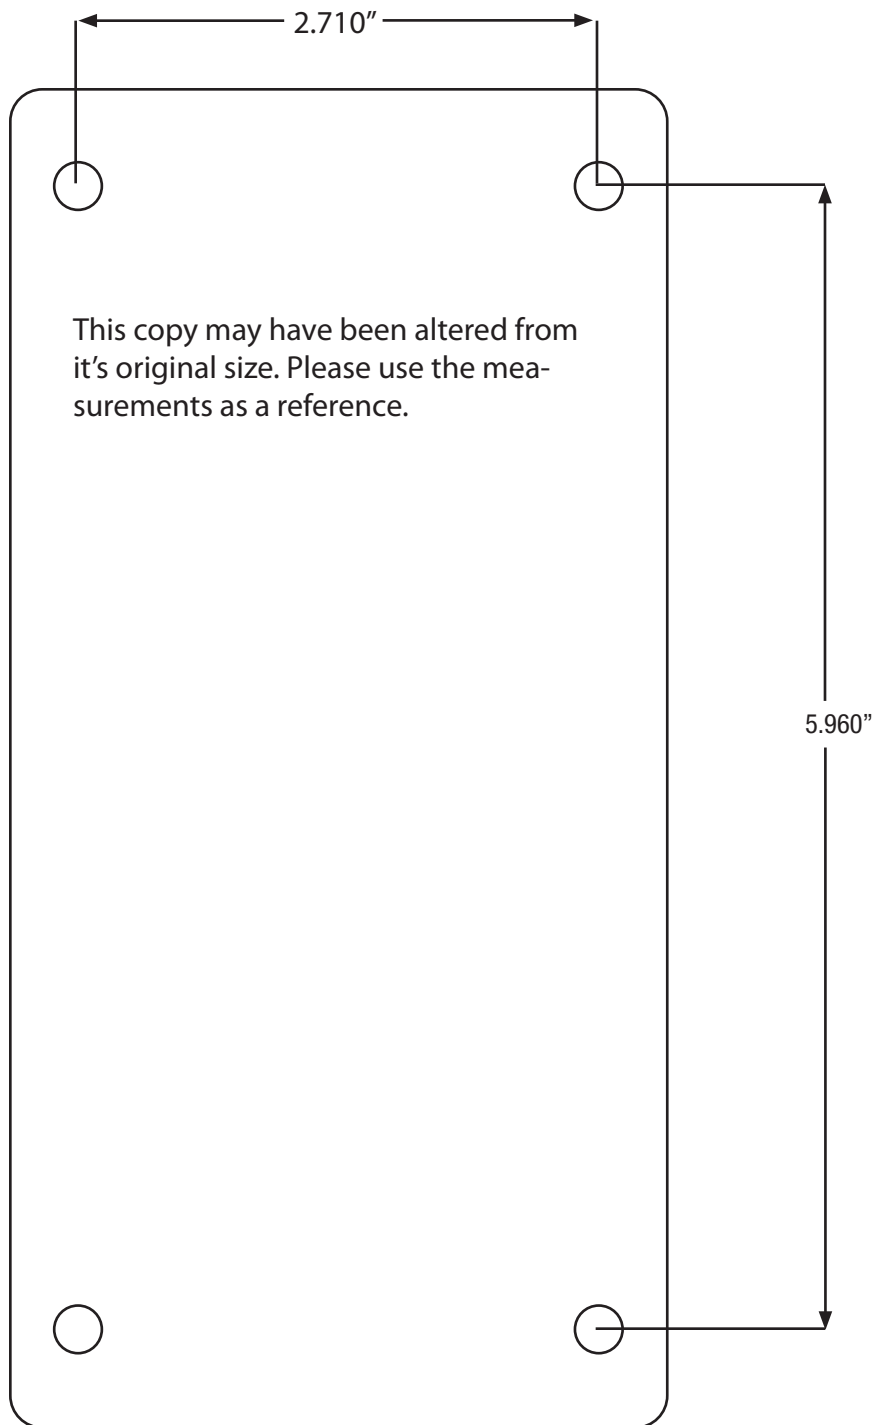 2.710”
This copy may have been altered from
it’s original size. Please use the mea-
surements as a reference.
5.960”